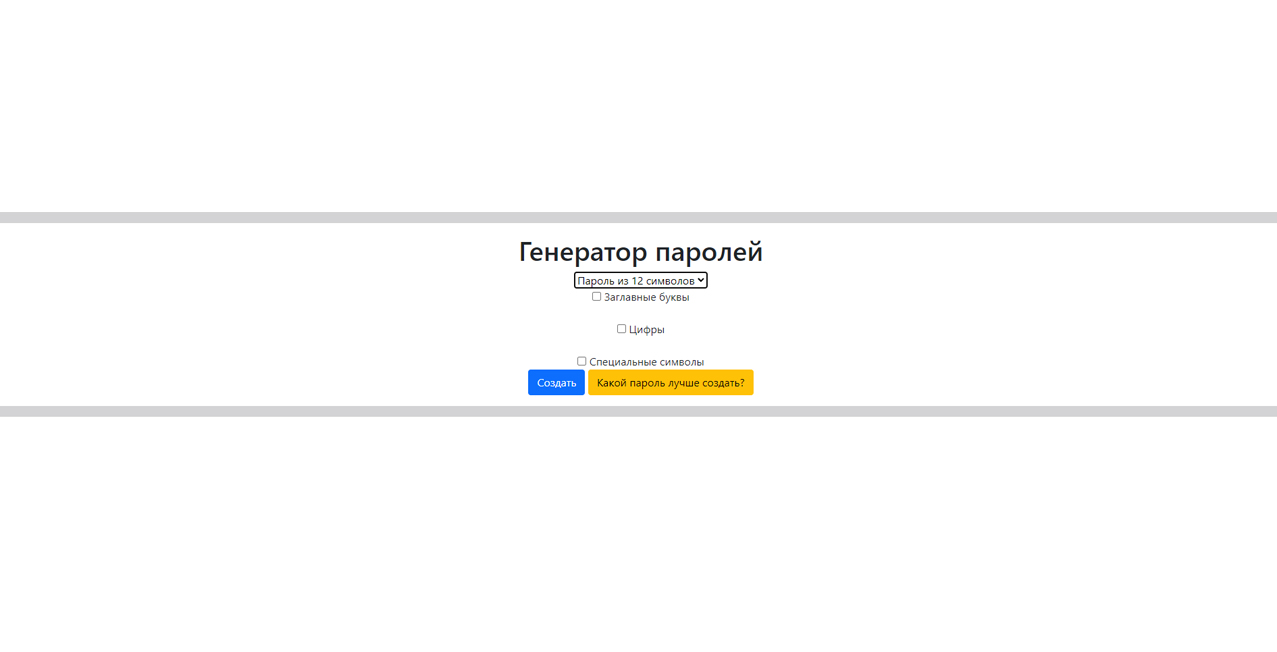 Генератор паролей
Пароль из 12 символов
Заглавные буквы
Цифры
Специальные символы
Создать Какой пароль лучше создать?